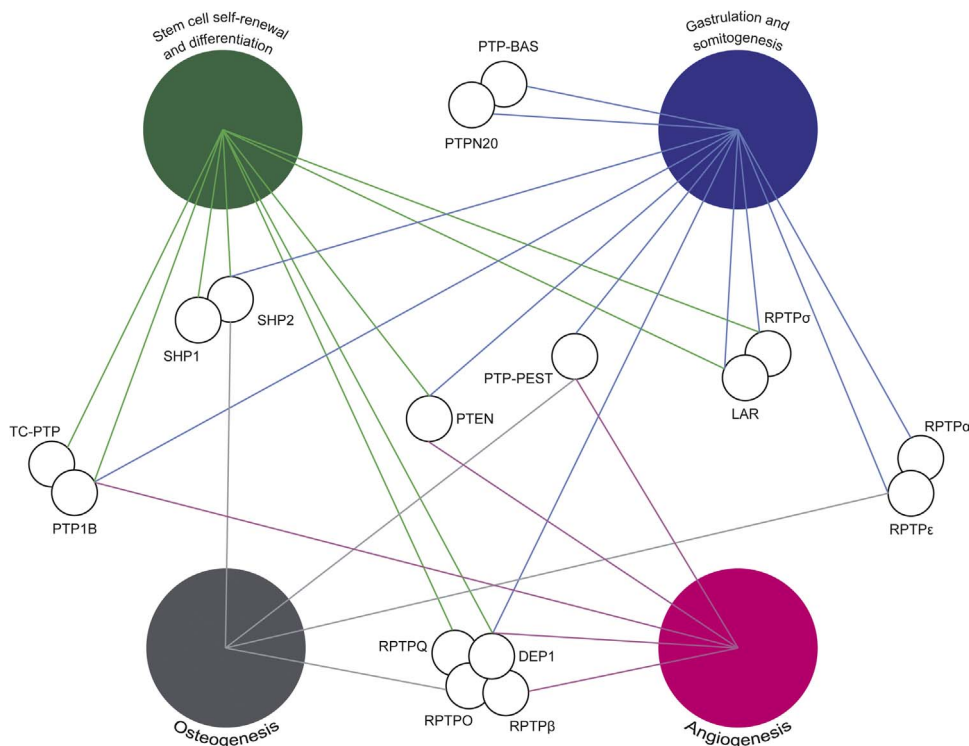 Stem cell self-renewal
and differentiation
Gastrulation and
somitogenesis
PTP-BAS
PTPN20
SHP2
SHP1
RPTPσ
PTP-PEST
LAR
PTEN
TC-PTP
RPTPα
PTP1B
RPTPε
RPTPQ
DEP1
RPTPO
RPTPβ
Osteogenesis
Angiogenesis